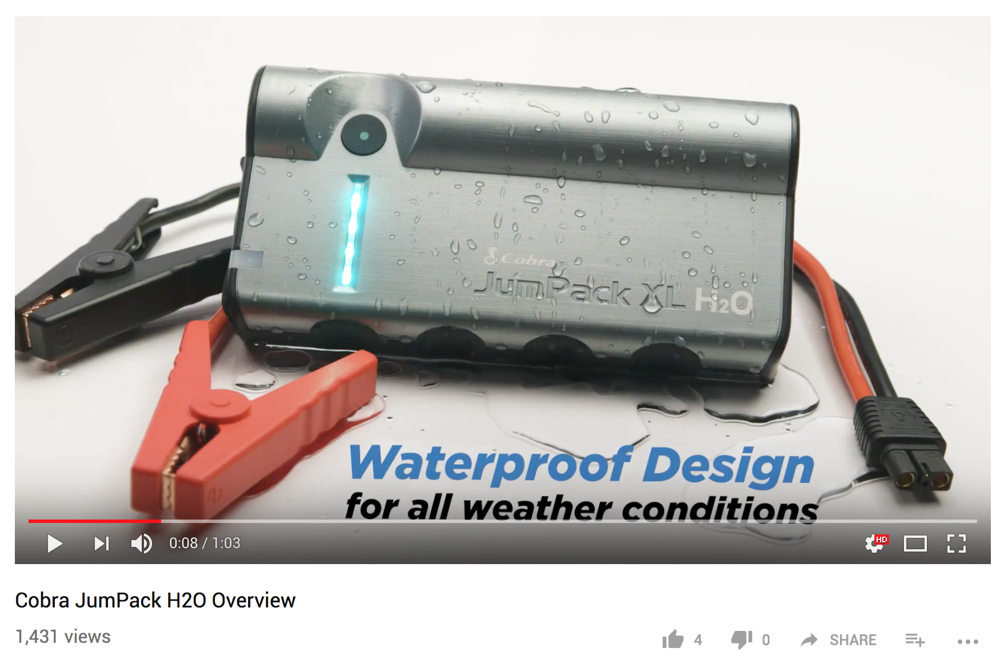 Cobra
JumPack XL H2O
Waterproof Design
for all weather conditions
0:08 / 1:03
HD
Cobra JumPack H2O Overview
1,431 views
4
0
SHARE